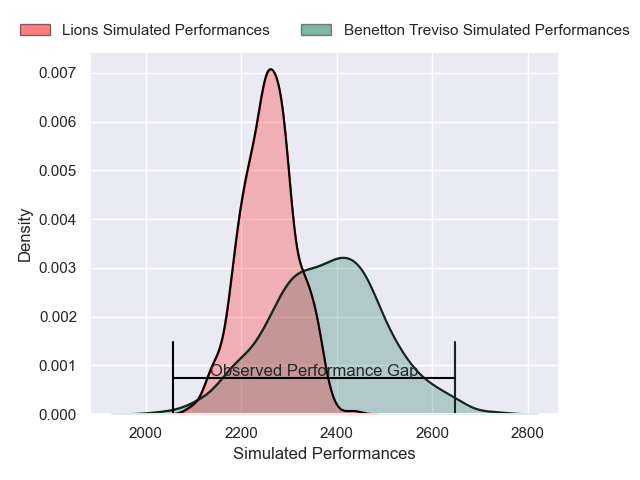 Lions Simulated Performances
Benetton Treviso Simulated Performances
0.007
0.006
0.005
0.004
0.003
0.002
0.001
0.000
Density
Observed Performance Gap
2000
2200
2400
2600
2800
Simulated Performances